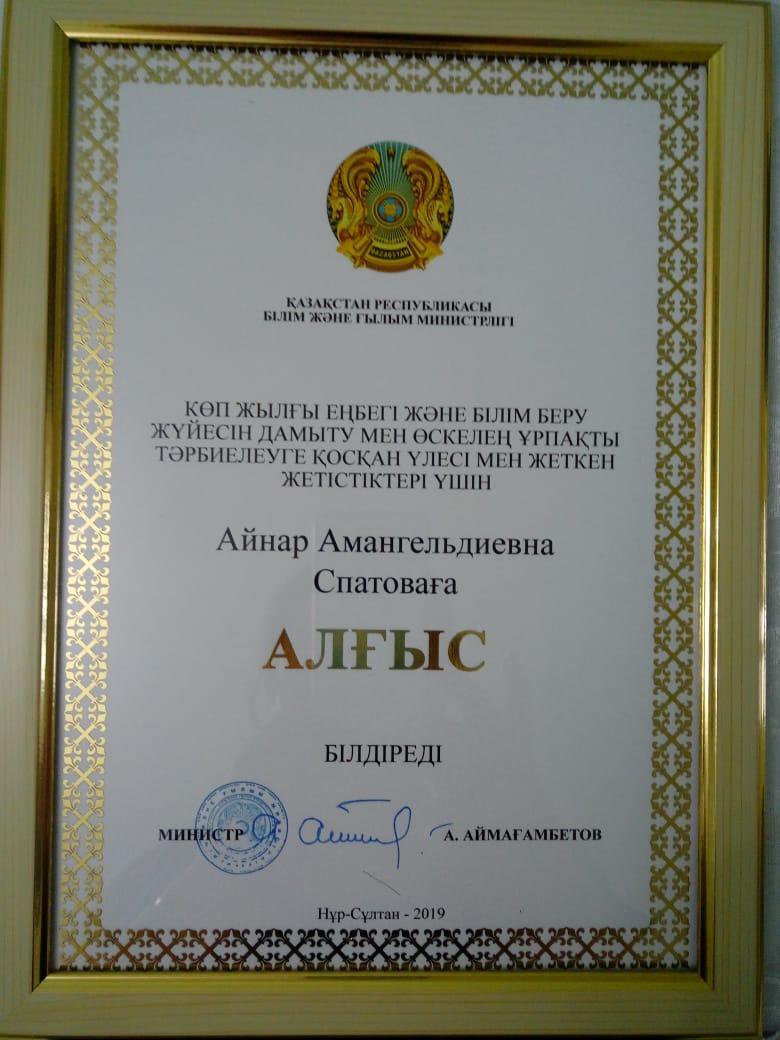 QAZAQSTAN
ҚАЗАҚСТАН РЕСПУБЛИКАСЫ
БІЛІМ ЖӘНЕ ҒЫЛЫМ МИНИСТРЛІГІ
КӨП ЖЫЛҒЫ ЕҢБЕГІ ЖӘНЕ БІЛІМ БЕРУ
ЖҮЙЕСІН ДАМЫТУ МЕН ӨСКЕЛЕҢ ҰРПАҚТЫ
ТӘРБИЕЛЕУГЕ ҚОСҚАН ҮЛЕСІ МЕН ЖЕТКЕН
ЖЕТІСТІКТЕРІ ҮШІН
Айнар Амангельдиевна
Спатоваға
АЛҒЫС
БІЛДІРЕДІ
МИНИСТР А. АЙМАҒАМБЕТОВ
Нұр-Сұлтан - 2019